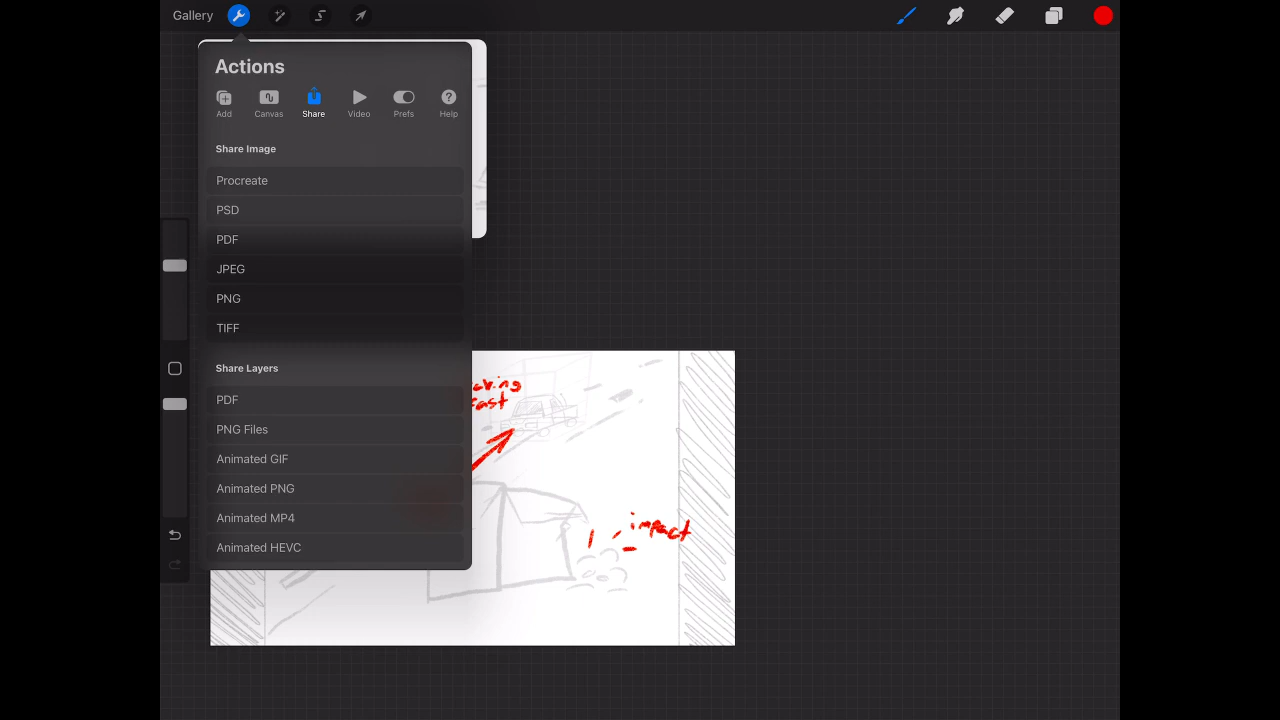 Gallery
Actions
Add Canvas Share Video Prefs Help
Share Image
Procreate
PSD
PDF
JPEG
PNG
TIFF
Share Layers
PDF
PNG Files
Animated GIF
Animated PNG
Animated MP4
Animated HEVC
impact